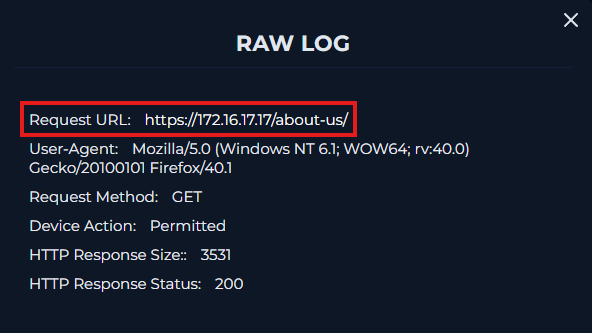 RAW LOG
Request URL: https://172.16.17.17/about-us/
User-Agent: Mozilla/5.0 (Windows NT 6.1; WOW64; rv:40.0)
Gecko/20100101 Firefox/40.1
Request Method: GET
Device Action: Permitted
HTTP Response Size:: 3531
HTTP Response Status: 200